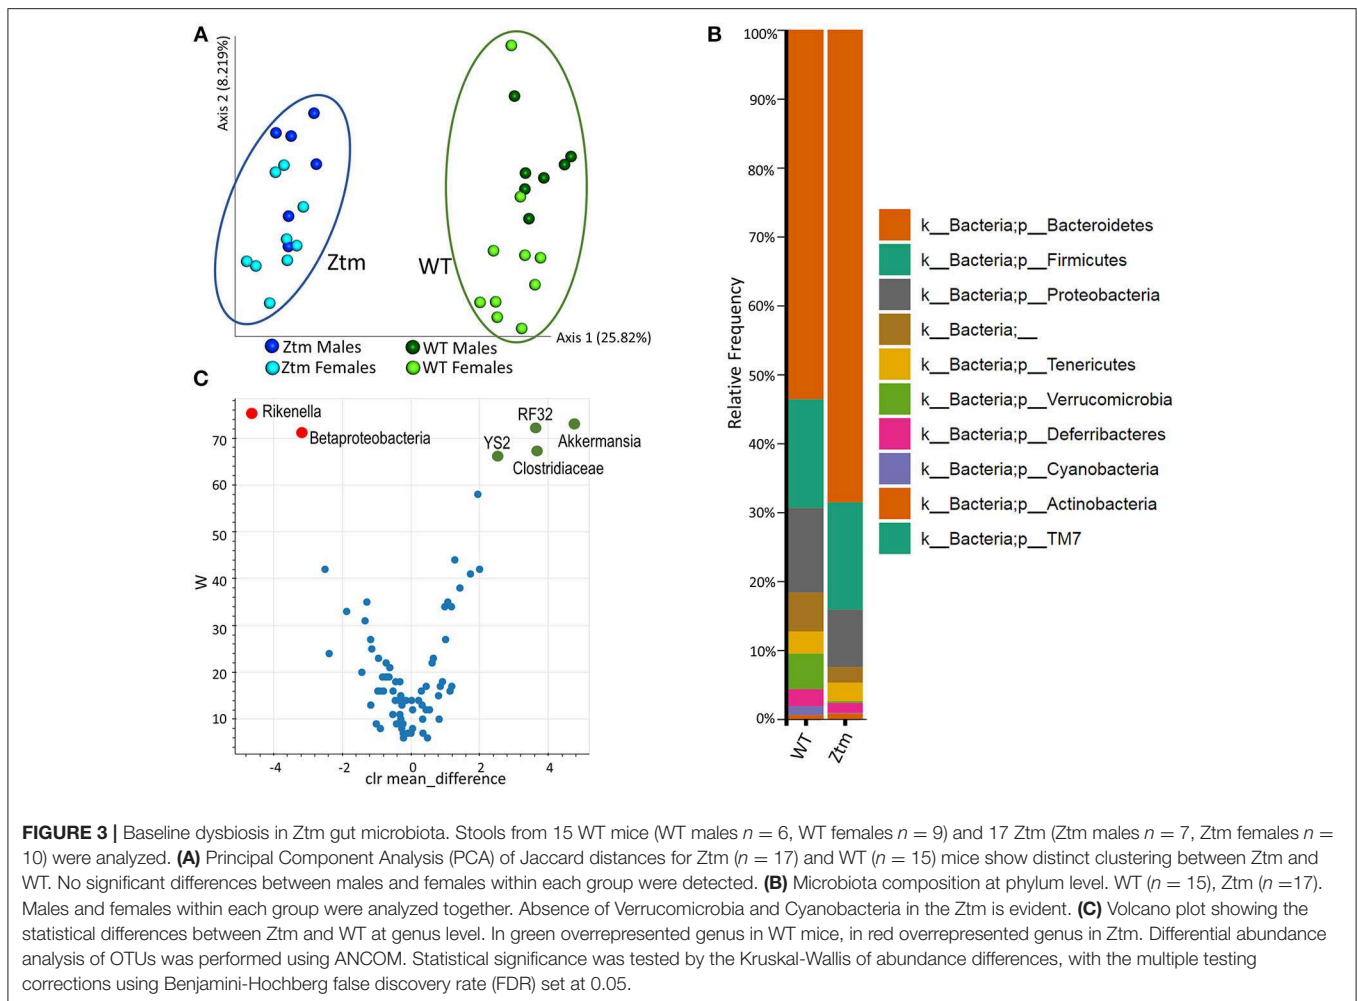 A
Axis 2 (8.219%)
Ztm
WT
Axis 1 (25.82%)
Ztm Males
WT Males
Ztm Females
WT Females
B
Relative Frequency
100%
90%
80%
70%
60%
50%
40%
30%
20%
10%
0%
WT
Ztm
k__Bacteria;p__Bacteroidetes
k__Bacteria;p__Firmicutes
k__Bacteria;p__Proteobacteria
k__Bacteria;__
k__Bacteria;p__Tenericutes
k__Bacteria;p__Verrucomicrobia
k__Bacteria;p__Deferribacteres
k__Bacteria;p__Cyanobacteria
k__Bacteria;p__Actinobacteria
k__Bacteria;p__TM7
C
Rikenella
Betaproteobacteria
RF32
YS2
Akkermansia
Clostridiaceae
W
70
60
50
40
30
20
10
-4
-2
0
2
4
clr mean_difference
FIGURE 3 | Baseline dysbiosis in Ztm gut microbiota. Stools from 15 WT mice (WT males n = 6, WT females n = 9) and 17 Ztm (Ztm males n = 7, Ztm females n =
10) were analyzed. (A) Principal Component Analysis (PCA) of Jaccard distances for Ztm (n = 17) and WT (n = 15) mice show distinct clustering between Ztm and
WT. No significant differences between males and females within each group were detected. (B) Microbiota composition at phylum level. WT (n = 15), Ztm (n =17).
Males and females within each group were analyzed together. Absence of Verrucomicrobia and Cyanobacteria in the Ztm is evident. (C) Volcano plot showing the
statistical differences between Ztm and WT at genus level. In green overrepresented genus in WT mice, in red overrepresented genus in Ztm. Differential abundance
analysis of OTUs was performed using ANCOM. Statistical significance was tested by the Kruskal-Wallis of abundance differences, with the multiple testing
corrections using Benjamini-Hochberg false discovery rate (FDR) set at 0.05.